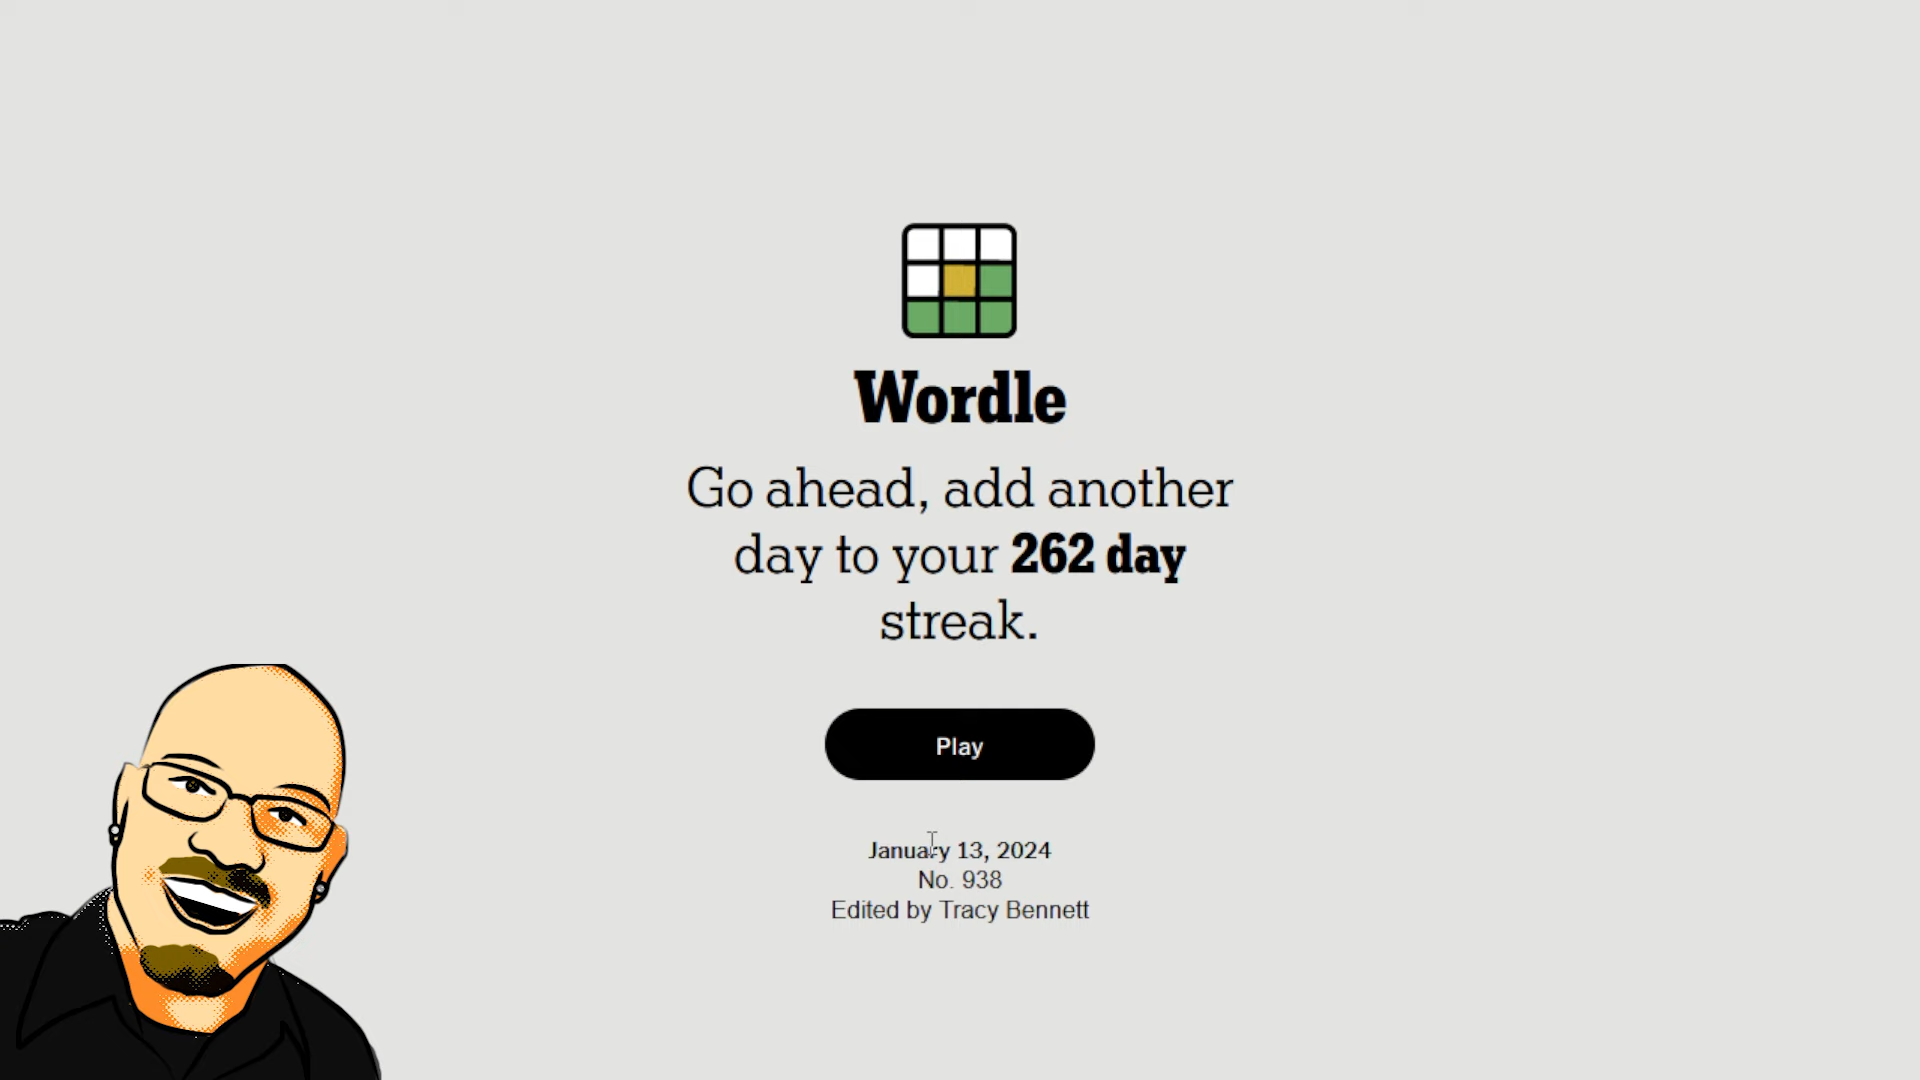 Wordle
Go ahead, add another
day to your 262 day
streak.
Play
January 13, 2024
No. 938
Edited by Tracy Bennett